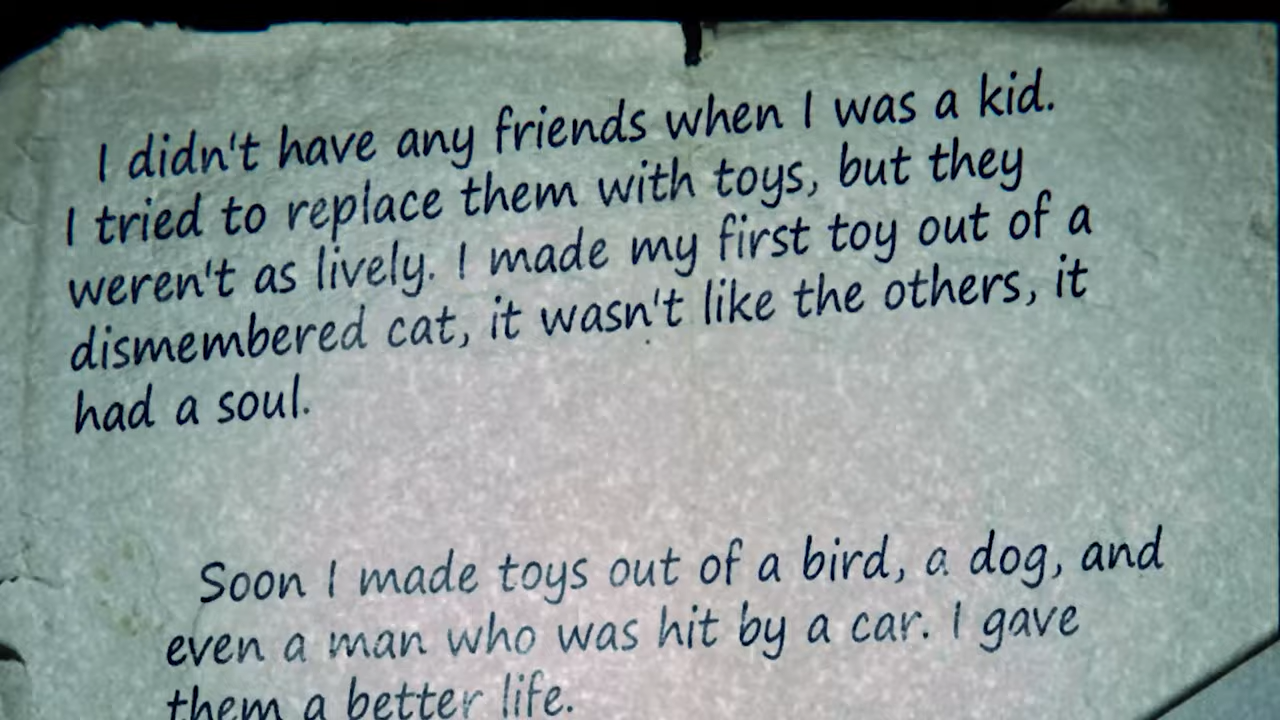 I didn't have any friends when I was a kid.
I tried to replace them with toys, but they
weren't as lively. I made my first toy out of a
dismembered cat, it wasn't like the others, it
had a soul.
Soon I made toys out of a bird, a dog, and
even a man who was hit by a car. I gave
them a better life.